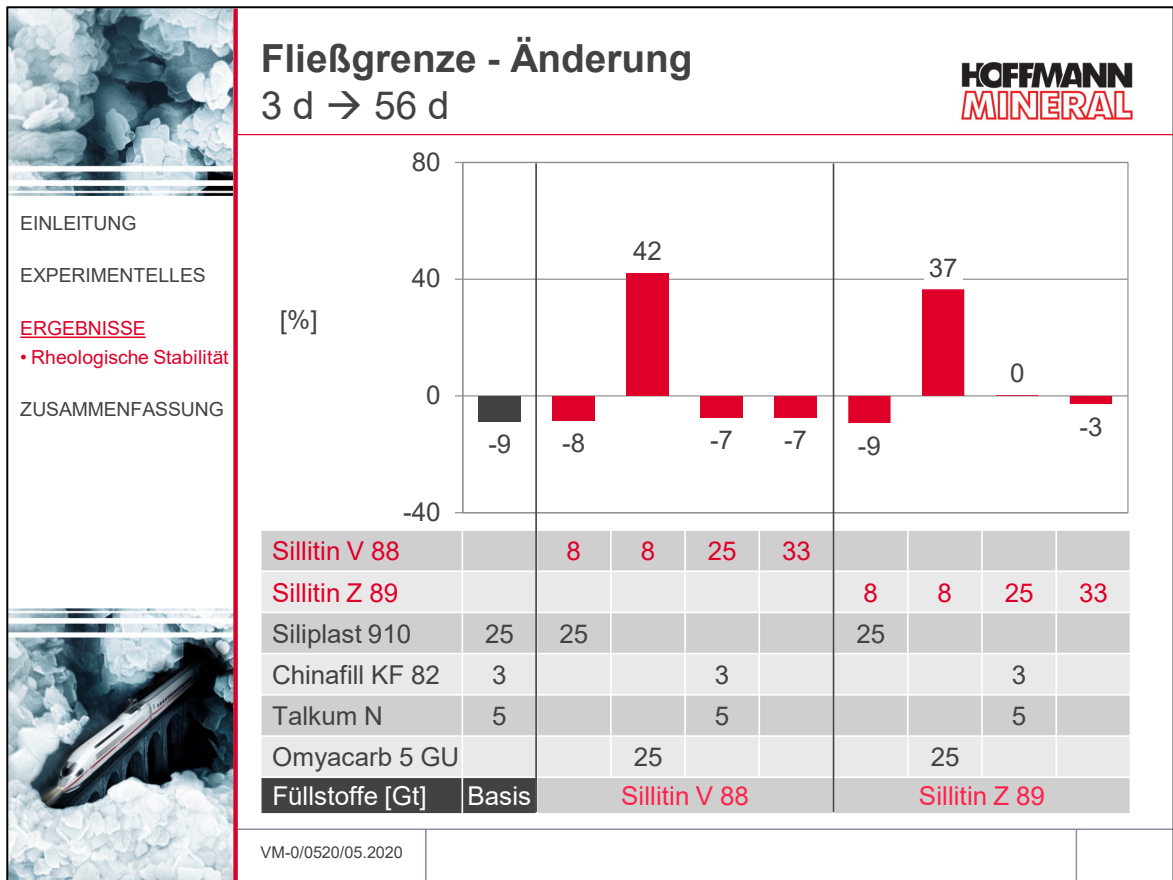 Fließgrenze - Änderung
3 d → 56 d
HOFFMANN
MINERAL
EINLEITUNG
EXPERIMENTELLES
ERGEBNISSE
• Rheologische Stabilität
ZUSAMMENFASSUNG
[%]
80
40
0
-40
-9 -8 42 -7 -7 -9 37 0 -3
Sillitin V 88 8 8 25 33
Sillitin Z 89 8 8 25 33
Siliplast 910 25 25 25
Chinafill KF 82 3 3 3
Talkum N 5 5 5
Omyacarb 5 GU 25 25
Füllstoffe [Gt] Basis Sillitin V 88 Sillitin Z 89
VM-0/0520/05.2020